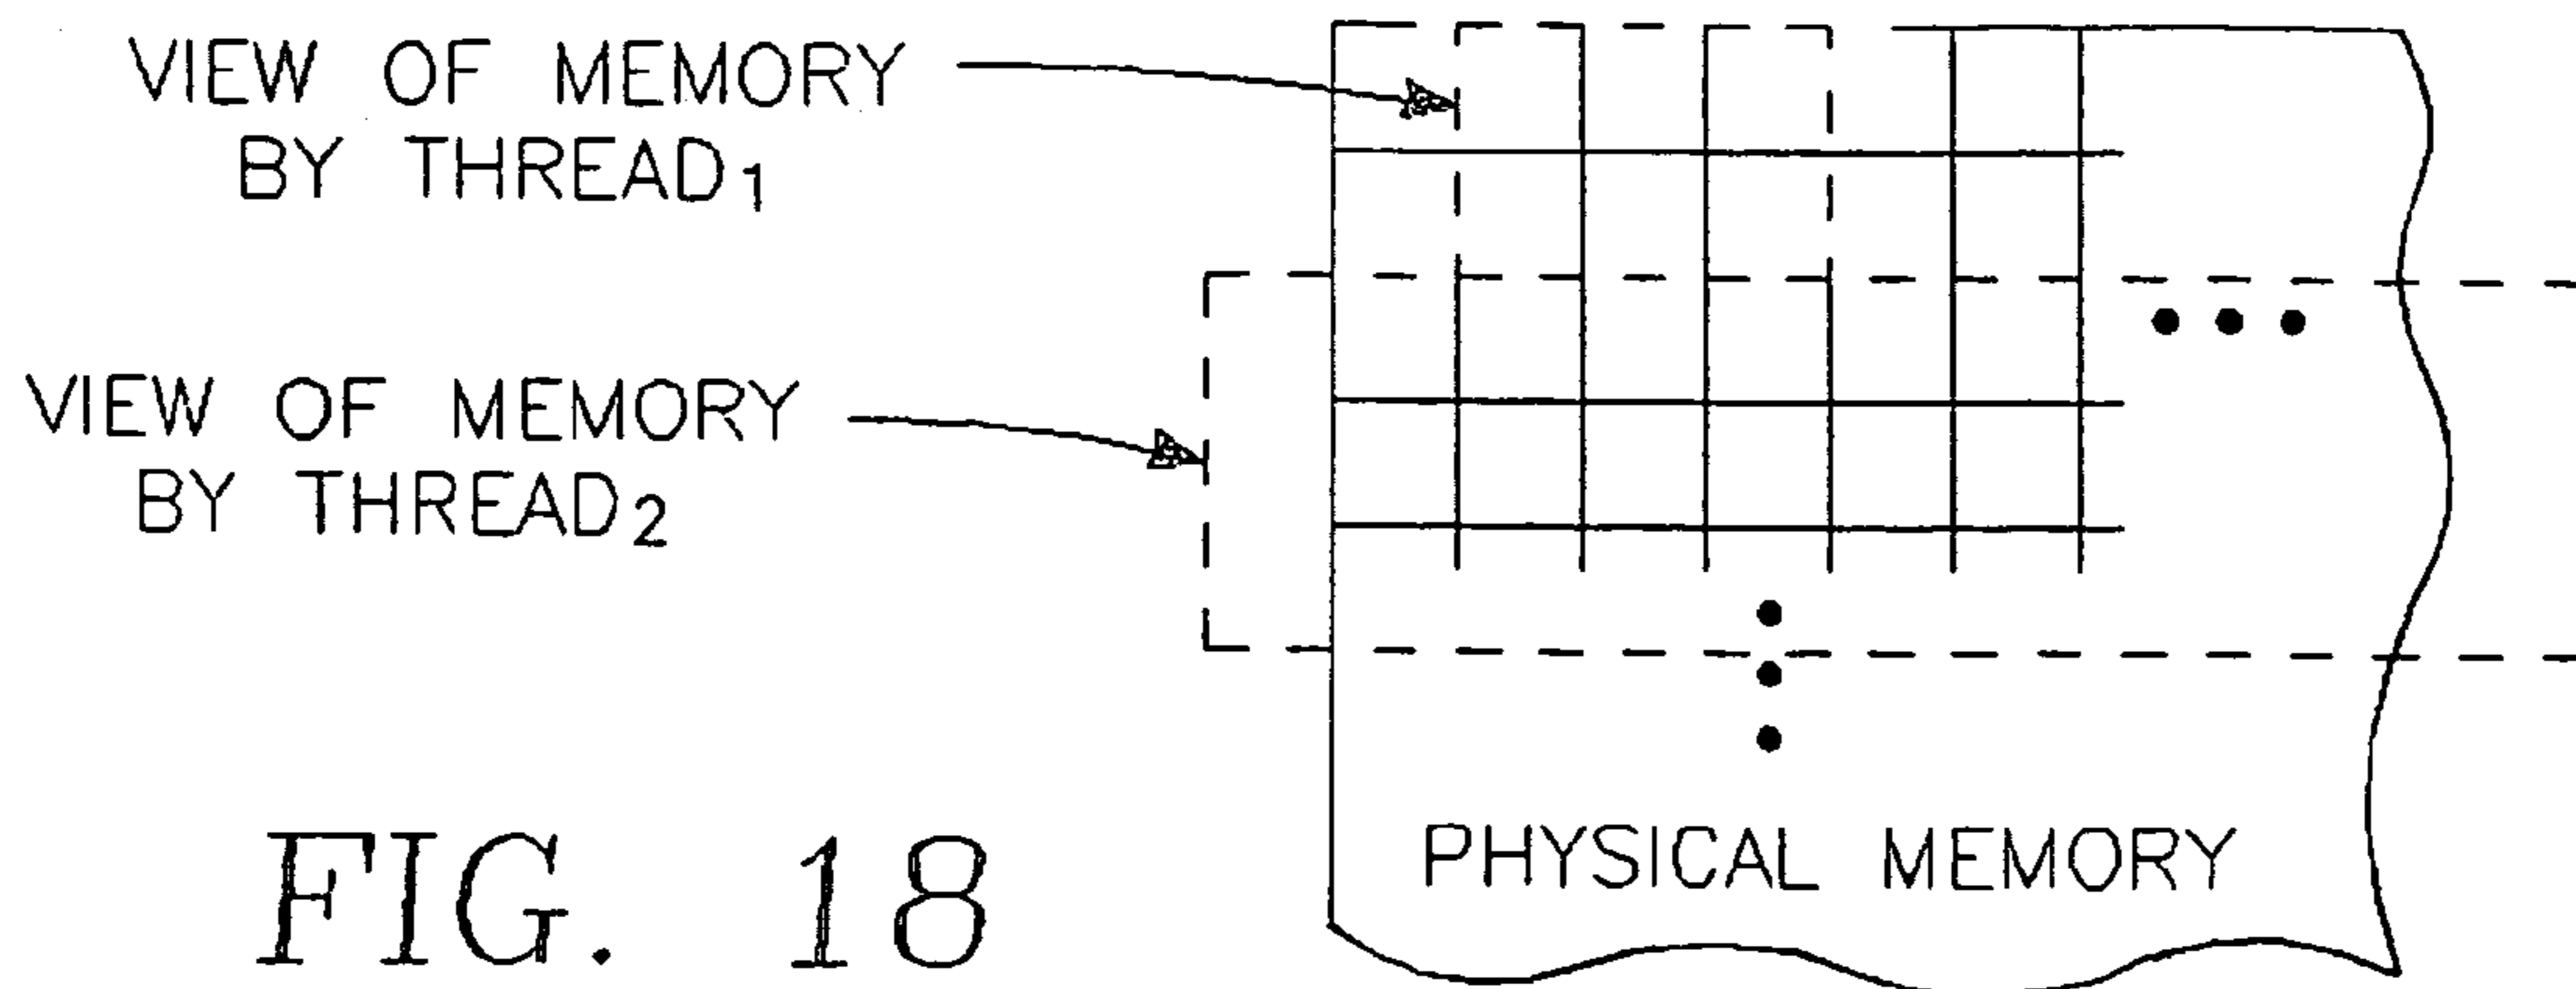 VIEW OF MEMORY
BY THREAD1
VIEW OF MEMORY
BY THREAD2
PHYSICAL MEMORY
FIG. 18